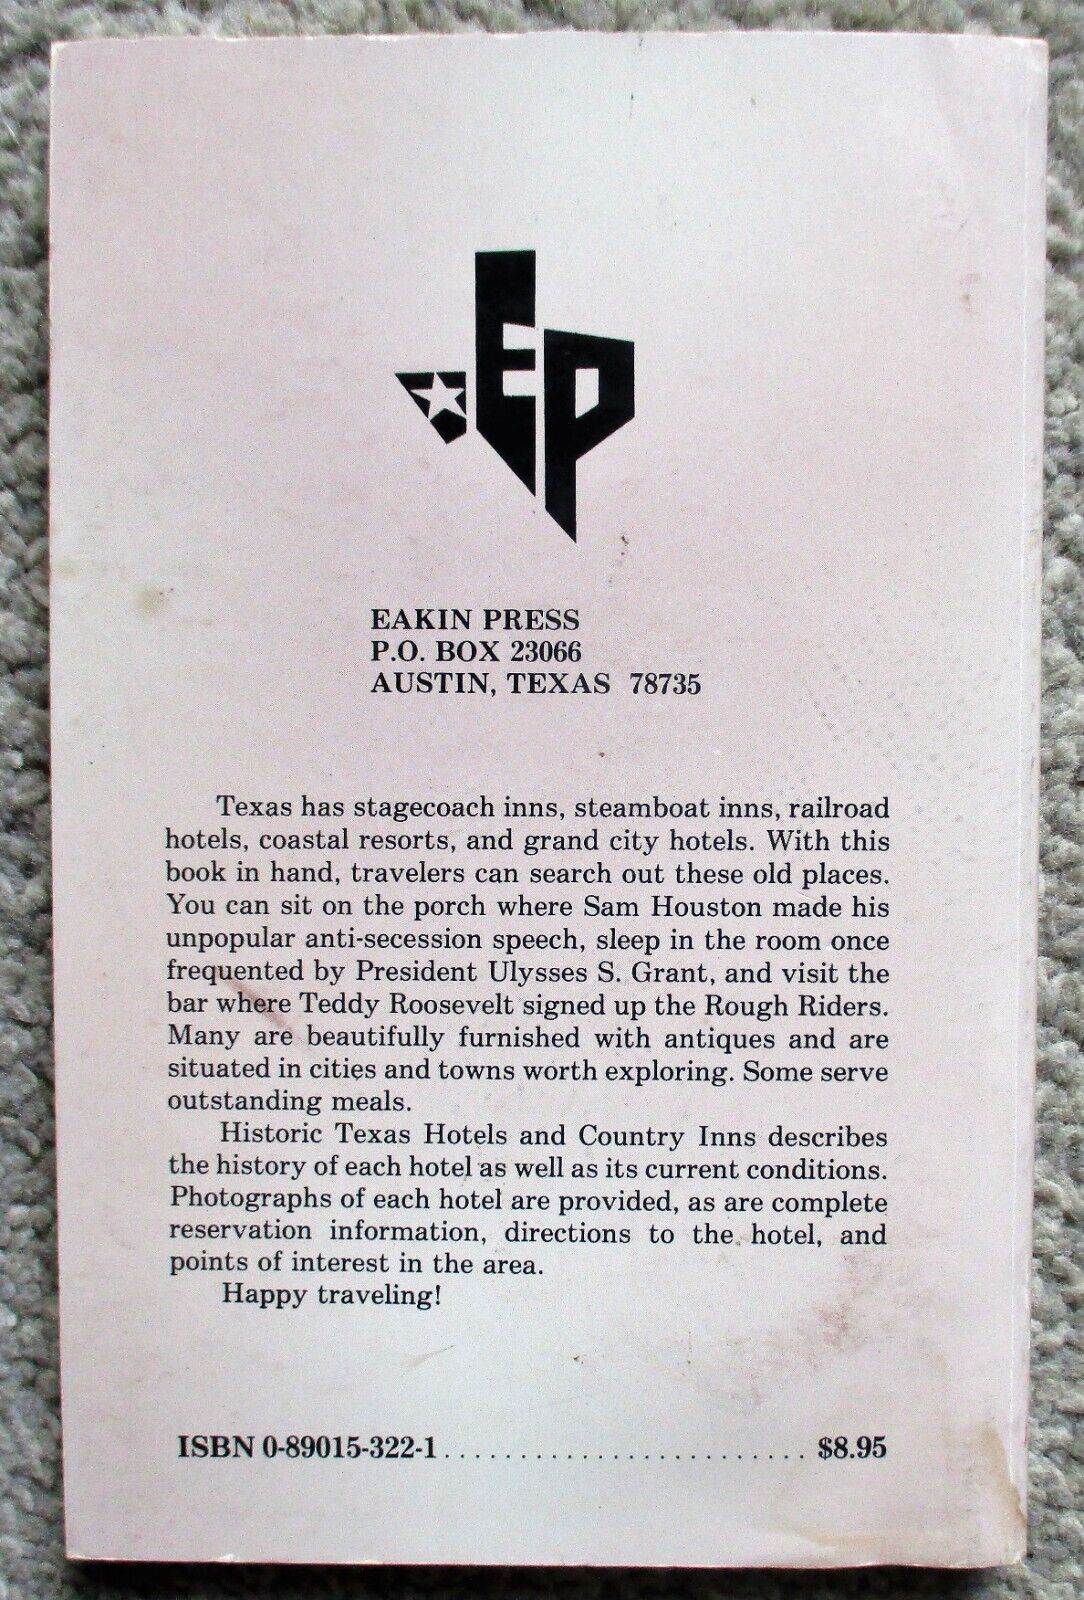 EP
EAKIN PRESS
P.O. BOX 23066
AUSTIN, TEXAS 78735
Texas has stagecoach inns, steamboat inns, railroad
hotels, coastal resorts, and grand city hotels. With this
book in hand, travelers can search out these old places.
You can sit on the porch where Sam Houston made his
unpopular anti-secession speech, sleep in the room once
frequented by President Ulysses S. Grant, and visit the
bar where Teddy Roosevelt signed up the Rough Riders.
Many are beautifully furnished with antiques and are
situated in cities and towns worth exploring. Some serve
outstanding meals.
Historic Texas Hotels and Country Inns describes
the history of each hotel as well as its current conditions.
Photographs of each hotel are provided, as are complete
reservation information, directions to the hotel, and
points of interest in the area.
Happy traveling!
ISBN 0-89015-322-1 ........................ $8.95